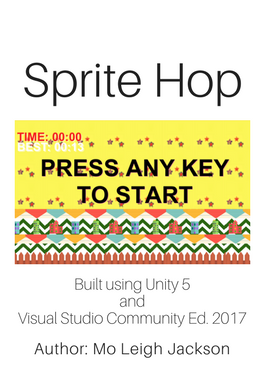 Sprite Hop
TIME: 00:00
BEST: 00:13
PRESS ANY KEY
TO START
Built using Unity 5
and
Visual Studio Community Ed. 2017
Author: Mo Leigh Jackson